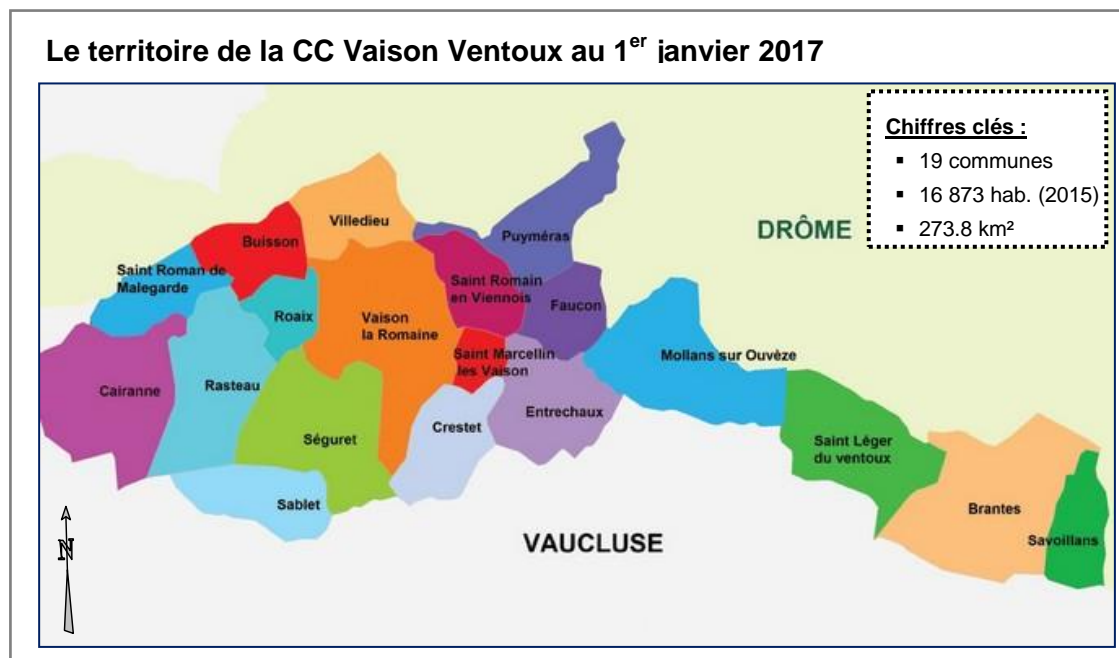 Le territoire de la CC Vaison Ventoux au 1er janvier 2017
Chiffres clés :
▪ 19 communes
▪ 16 873 hab. (2015)
▪ 273.8 km²
DRÔME
Villedieu
Puyméras
Buisson
Saint Roman de
Malegarde
Saint Romain
en Viennois
Faucon
Roaix
Vaison
la Romaine
Saint Marcellin
les Vaison
Mollans sur Ouvèze
Cairanne
Rasteau
Entrechaux
Crestet
Séguret
Saint Léger
du ventoux
Sablet
Brantes
Savoillans
VAUCLUSE
N